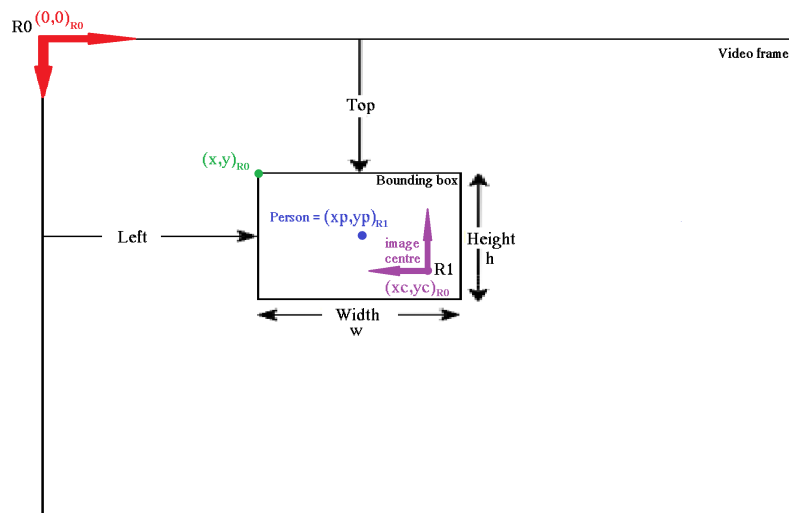 R0 (0,0)R0
Video frame
Top
(x,y)R0
Bounding box
Person = (xp,yp)R1
Left
image
centre
Height
h
R1
(xc,yc)R0
Width
w